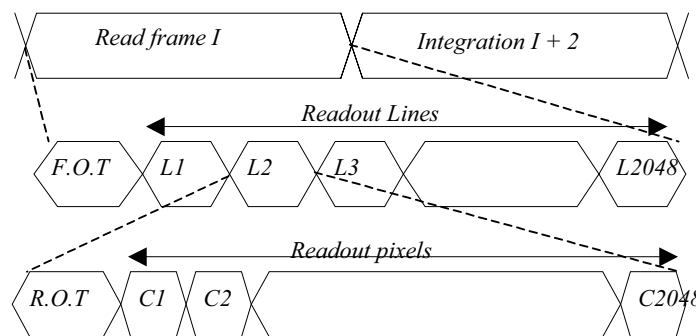 Read frame I Integration I + 2
Readout Lines
F.O.T L1 L2 L3 L2048
Readout pixels
R.O.T C1 C2 C2048